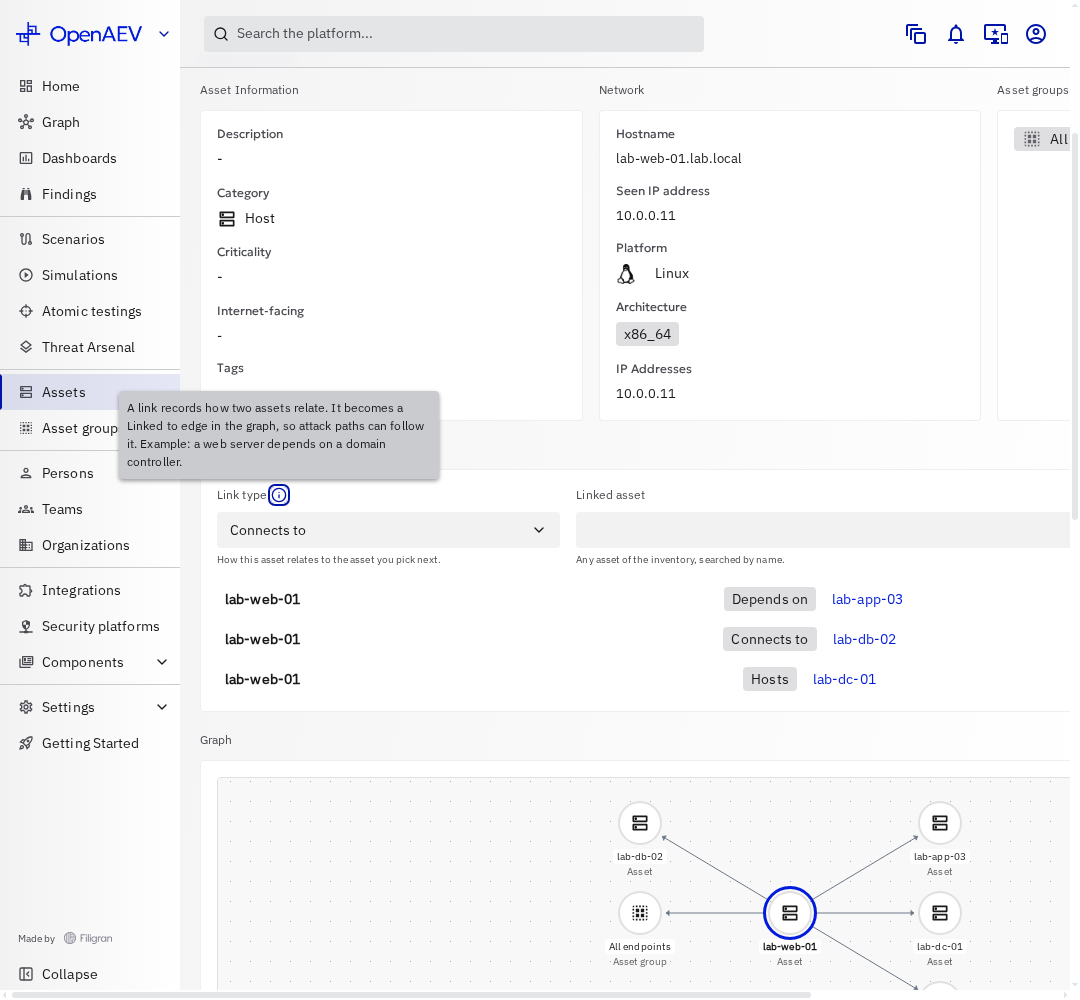 OpenAEV
Search the platform...
Home
Graph
Dashboards
Findings
Scenarios
Simulations
Atomic testings
Threat Arsenal
Assets
Asset group
Persons
Teams
Organizations
Integrations
Security platforms
Components
Settings
Getting Started
Made by Filigran
Collapse
Asset Information
Description
-
Category
Host
Criticality
-
Internet-facing
-
Tags
Network
Hostname
lab-web-01.lab.local
Seen IP address
10.0.0.11
Platform
Linux
Architecture
x86_64
IP Addresses
10.0.0.11
Asset groups
All
A link records how two assets relate. It becomes a
Linked to edge in the graph, so attack paths can follow
it. Example: a web server depends on a domain
controller.
Link type
Connects to
How this asset relates to the asset you pick next.
Linked asset
Any asset of the inventory, searched by name.
lab-web-01 Depends on lab-app-03
lab-web-01 Connects to lab-db-02
lab-web-01 Hosts lab-dc-01
Graph
lab-db-02
Asset
lab-app-03
Asset
All endpoints
Asset group
lab-web-01
Asset
lab-dc-01
Asset